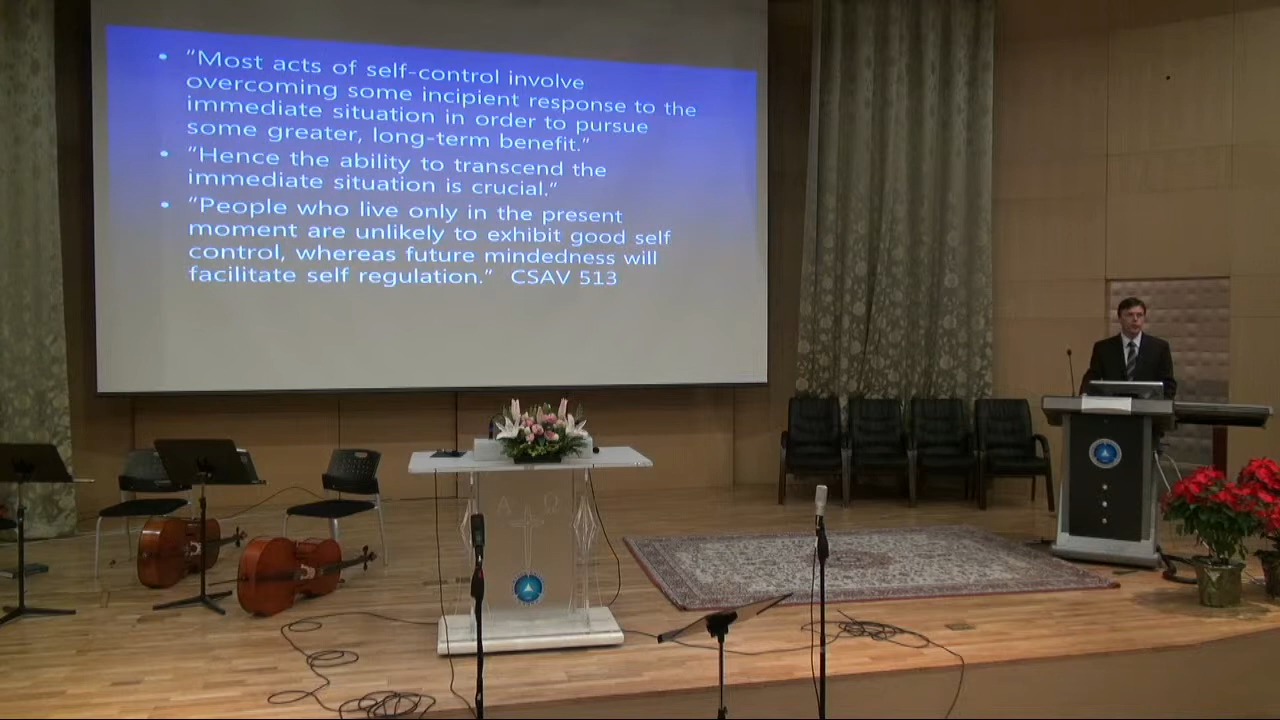 • "Most acts of self-control involve
overcoming some incipient response to the
immediate situation in order to pursue
some greater, long-term benefit."
• "Hence the ability to transcend the
immediate situation is crucial."
• "People who live only in the present
moment are unlikely to exhibit good self
control, whereas future mindedness will
facilitate self regulation." CSAV 513
Α Ω